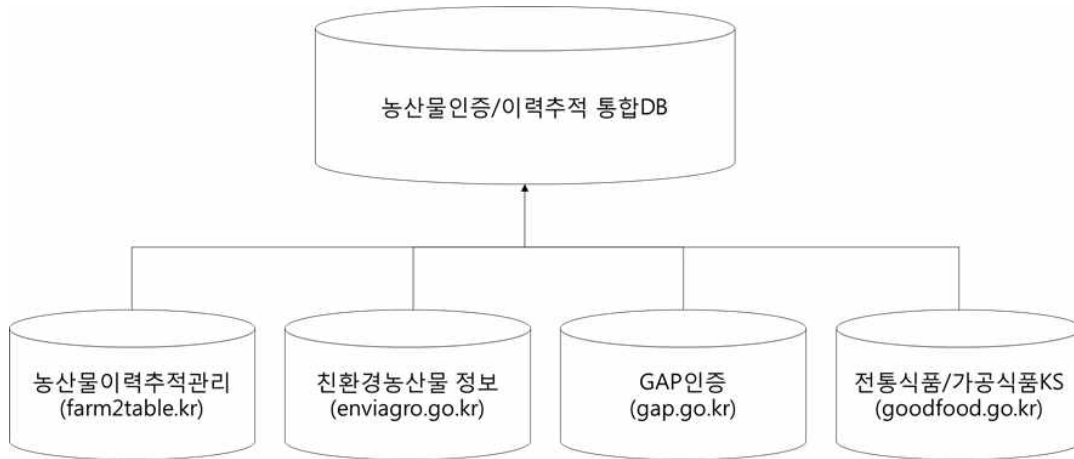 농산물인증/이력추적 통합DB
농산물이력추적관리
(farm2table.kr)
친환경농산물 정보
(enviagro.go.kr)
GAP인증
(gap.go.kr)
전통식품/가공식품KS
(goodfood.go.kr)